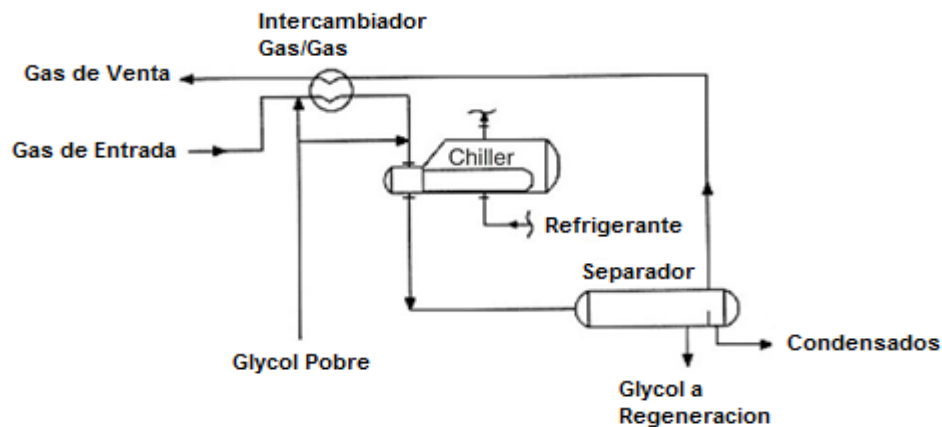 Intercambiador
Gas/Gas
Gas de Venta
Gas de Entrada
Chiller
Refrigerante
Separador
Condensados
Glycol Pobre
Glycol a
Regeneracion